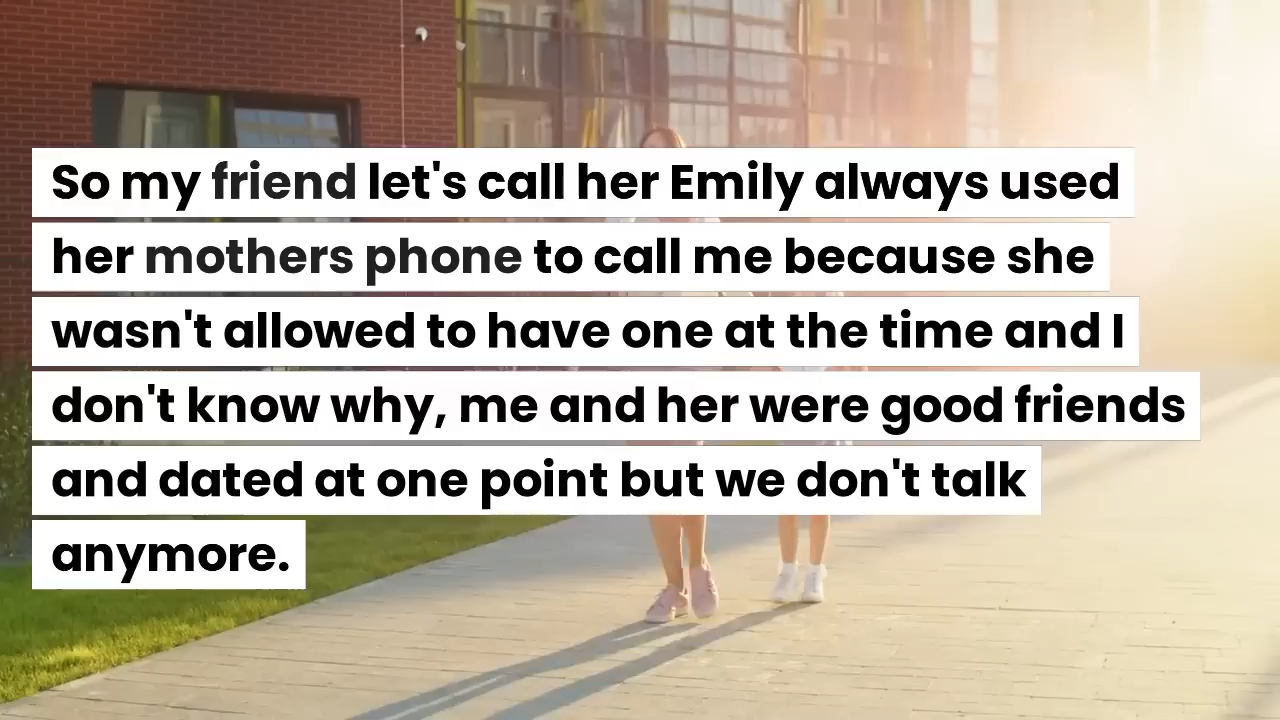 So my friend let's call her Emily always used
her mothers phone to call me because she
wasn't allowed to have one at the time and I
don't know why, me and her were good friends
and dated at one point but we don't talk
anymore.